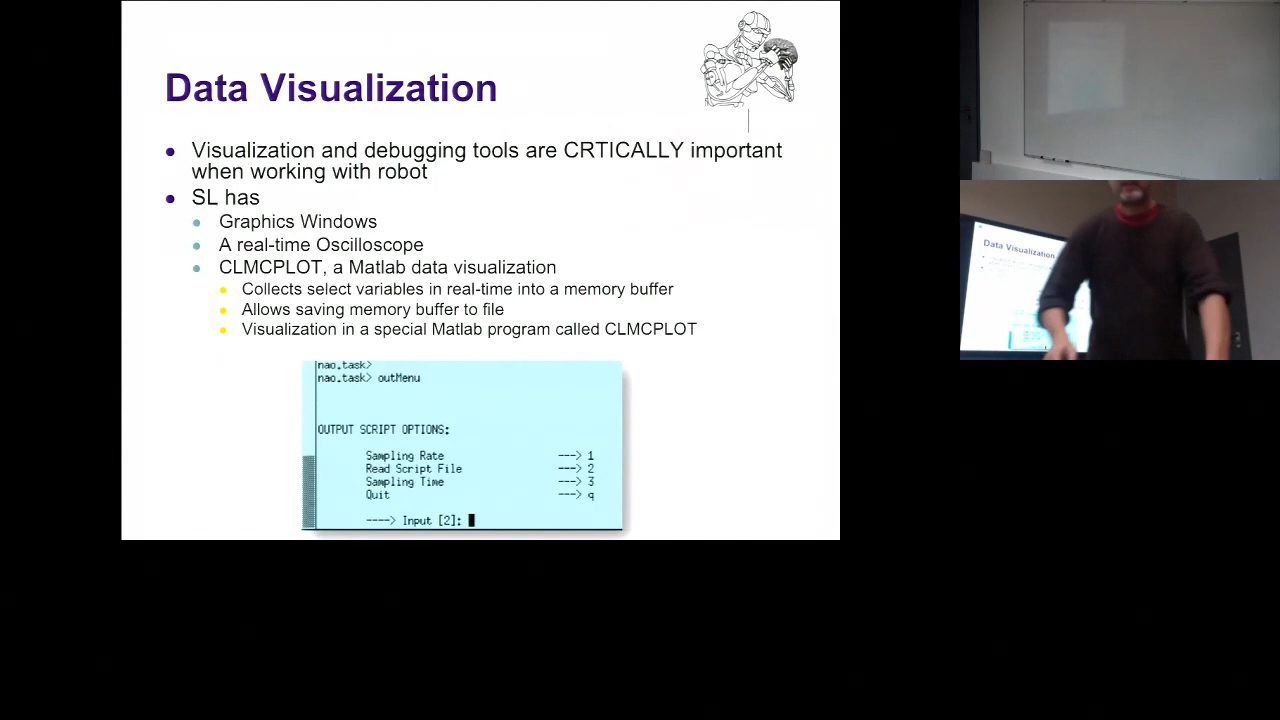 Data Visualization
Visualization and debugging tools are CRTICALLY important
when working with robot
SL has
Graphics Windows
A real-time Oscilloscope
CLMCPLOT, a Matlab data visualization
Collects select variables in real-time into a memory buffer
Allows saving memory buffer to file
Visualization in a special Matlab program called CLMCPLOT
nao.task>
nao.task> outMenu
OUTPUT SCRIPT OPTIONS:
Sampling Rate ---> 1
Read Script File ---> 2
Sampling Time ---> 3
Quit ---> q
----> Input [2]:
Data Visualization